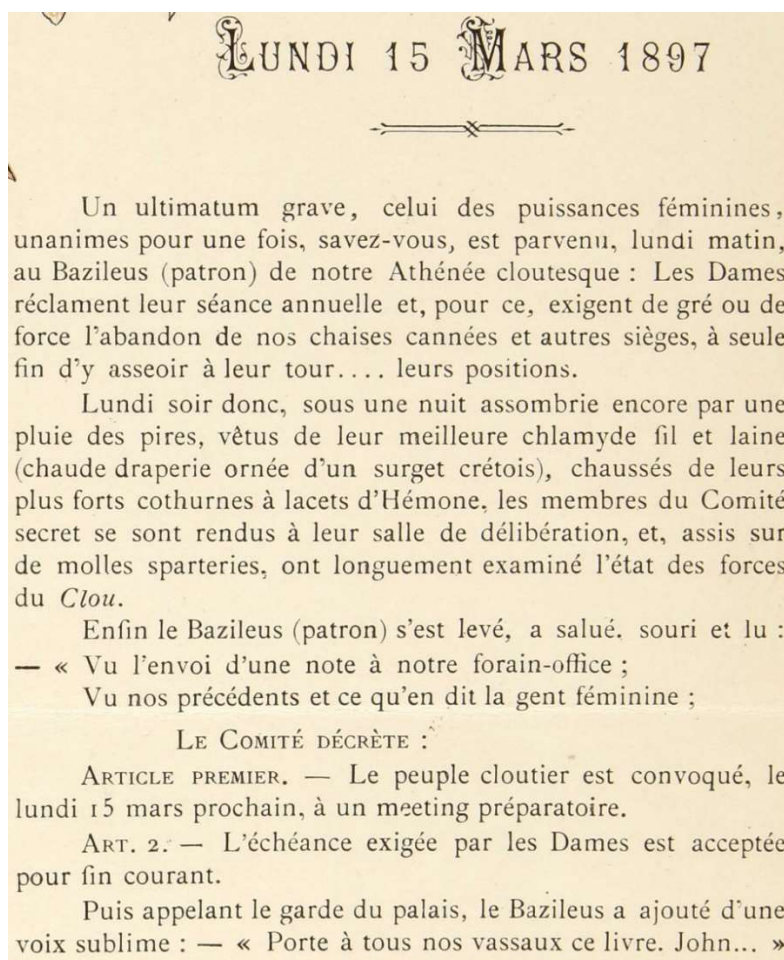 LUNDI 15 MARS 1897
Un ultimatum grave, celui des puissances féminines,
unanimes pour une fois, savez-vous, est parvenu, lundi matin,
au Bazileus (patron) de notre Athénée cloutesque : Les Dames
réclament leur séance annuelle et, pour ce, exigent de gré ou de
force l'abandon de nos chaises cannées et autres sièges, à seule
fin d'y asseoir à leur tour.... leurs positions.
Lundi soir donc, sous une nuit assombrie encore par une
pluie des pires, vêtus de leur meilleure chlamyde fil et laine
(chaude draperie ornée d'un surget crétois), chaussés de leurs
plus forts cothurnes à lacets d'Hémone, les membres du Comité
secret se sont rendus à leur salle de délibération, et, assis sur
de molles sparteries, ont longuement examiné l'état des forces
du Clou.
Enfin le Bazileus (patron) s'est levé, a salué. souri et lu :
— « Vu l'envoi d'une note à notre forain-office ;
Vu nos précédents et ce qu'en dit la gent féminine ;
LE COMITÉ DÉCRÈTE :
ARTICLE PREMIER. — Le peuple cloutier est convoqué, le
lundi 15 mars prochain, à un meeting préparatoire.
ART. 2. — L'échéance exigée par les Dames est acceptée
pour fin courant.
Puis appelant le garde du palais, le Bazileus a ajouté d'une
voix sublime : — « Porte à tous nos vassaux ce livre. John... »